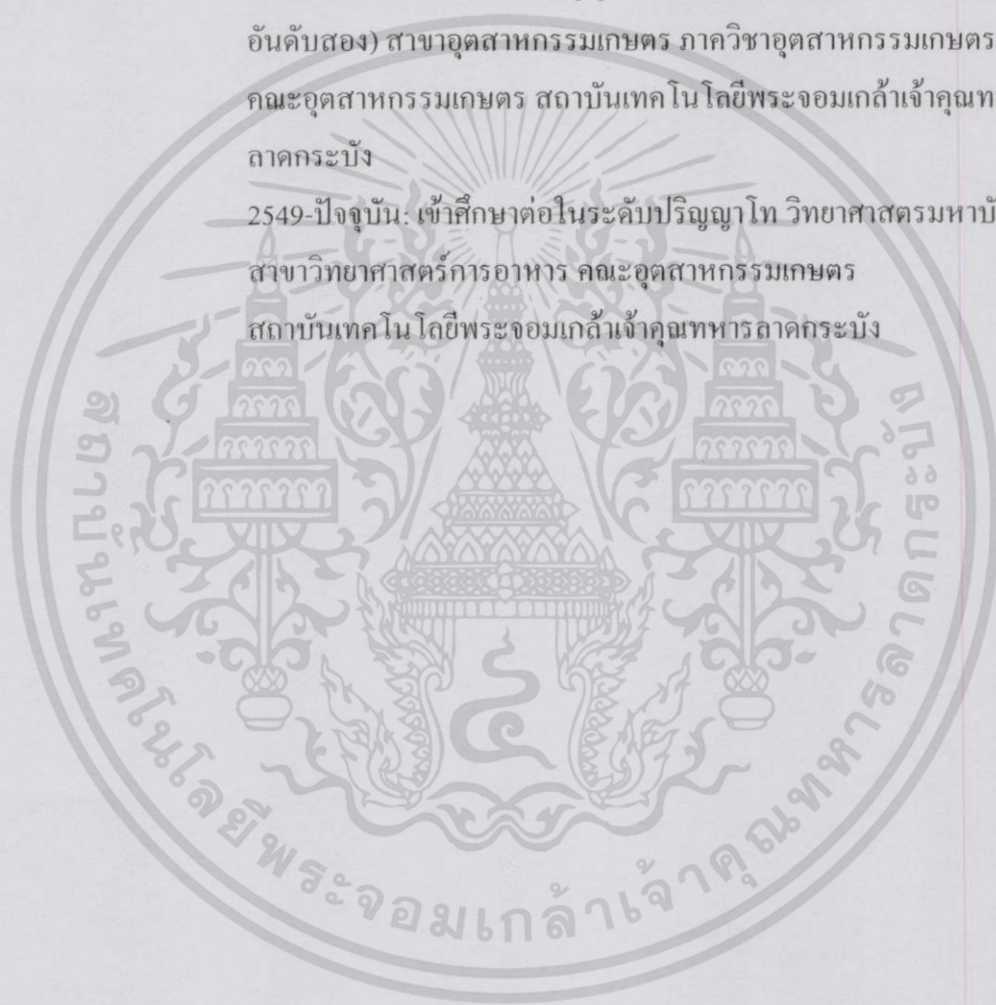 อันดับสอง) สาขาอุตสาหกรรมเกษตร ภาควิชาอุตสาหกรรมเกษตร
คณะอุตสาหกรรมเกษตร สถาบันเทคโนโลยีพระจอมเกล้าเจ้าคุณท
ลาดกระบัง
2549-ปัจจุบัน: เข้าศึกษาต่อในระดับปริญญาโท วิทยาศาสตรมหาบั
สาขาวิทยาศาสตร์การอาหาร คณะอุตสาหกรรมเกษตร
สถาบันเทคโนโลยีพระจอมเกล้าเจ้าคุณทหารลาดกระบัง
สถาบันเทคโนโลยีพระจอมเกล้าเจ้าคุณทหารลาดกระบัง
๔